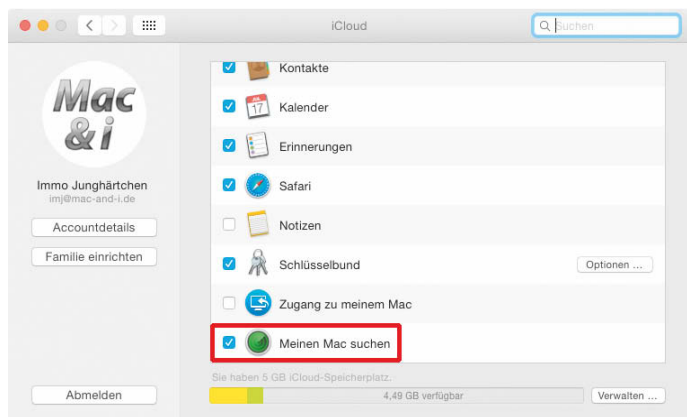 iCloud
Suchen
Mac
& i
Immo Junghärtchen
imj@mac-and-i.de
Accountdetails
Familie einrichten
Abmelden
Kontakte
17
Kalender
Erinnerungen
Safari
Notizen
Schlüsselbund
Optionen ...
Zugang zu meinem Mac
Meinen Mac suchen
Sie haben 5 GB iCloud-Speicherplatz.
4,49 GB verfügbar
Verwalten ...